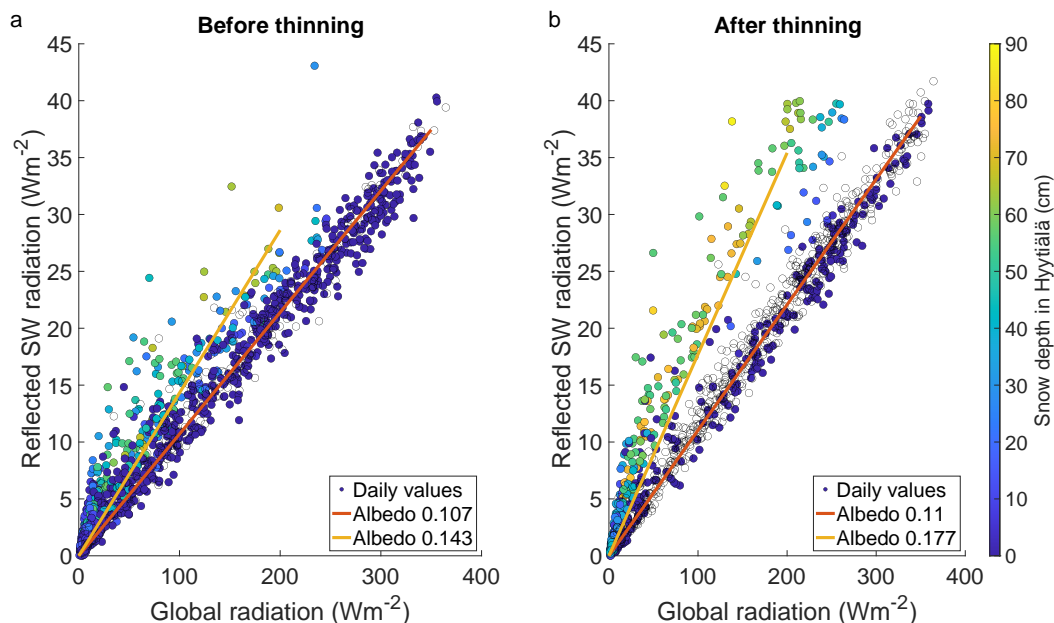 a
Before thinning
45
40
35
30
25
20
15
10
5
0
0
100
200
300
400
Reflected SW radiation (Wm-2)
Global radiation (Wm-2)
Daily values
Albedo 0.107
Albedo 0.143
b
After thinning
45
40
35
30
25
20
15
10
5
0
0
100
200
300
400
Reflected SW radiation (Wm-2)
Global radiation (Wm-2)
Daily values
Albedo 0.11
Albedo 0.177
90
80
70
60
50
40
30
20
10
0
Snow depth in Hyytiälä (cm)